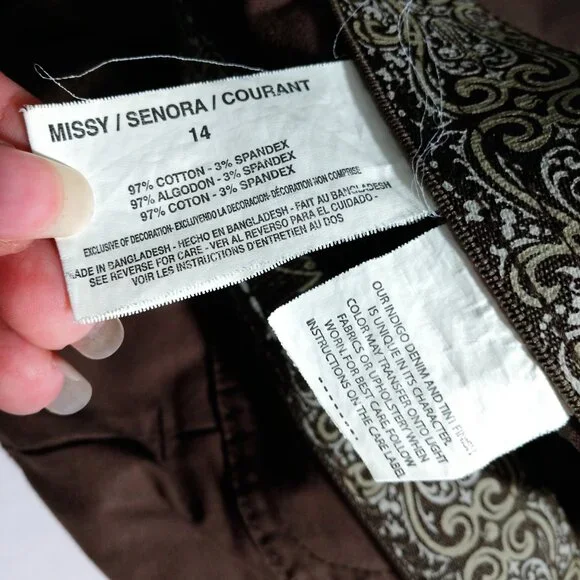 MISSY / SENORA / COURANT
14
97% COTTON - 3% SPANDEX
97% ALGODON - 3% SPANDEX
97% COTON - 3% SPANDEX
EXCLUSIVE OF DECORATION - EXCLUYENDO LA DECORACION - DÉCORATION NON COMPRISE
MADE IN BANGLADESH - HECHO EN BANGLADESH - FAIT AU BANGLADESH
SEE REVERSE FOR CARE - VER AL REVERSO PARA EL CUIDADO -
VOIR LES INSTRUCTIONS D'ENTRETIEN AU DOS
OUR INDIGO DENIM AND TINT FINISH
IS UNIQUE IN ITS CHARACTER.
COLOR MAY TRANSFER ONTO LIGHT
FABRICS OR UPHOLSTERY WHEN
WORN. FOR BEST CARE FOLLOW
INSTRUCTIONS ON THE CARE LABEL